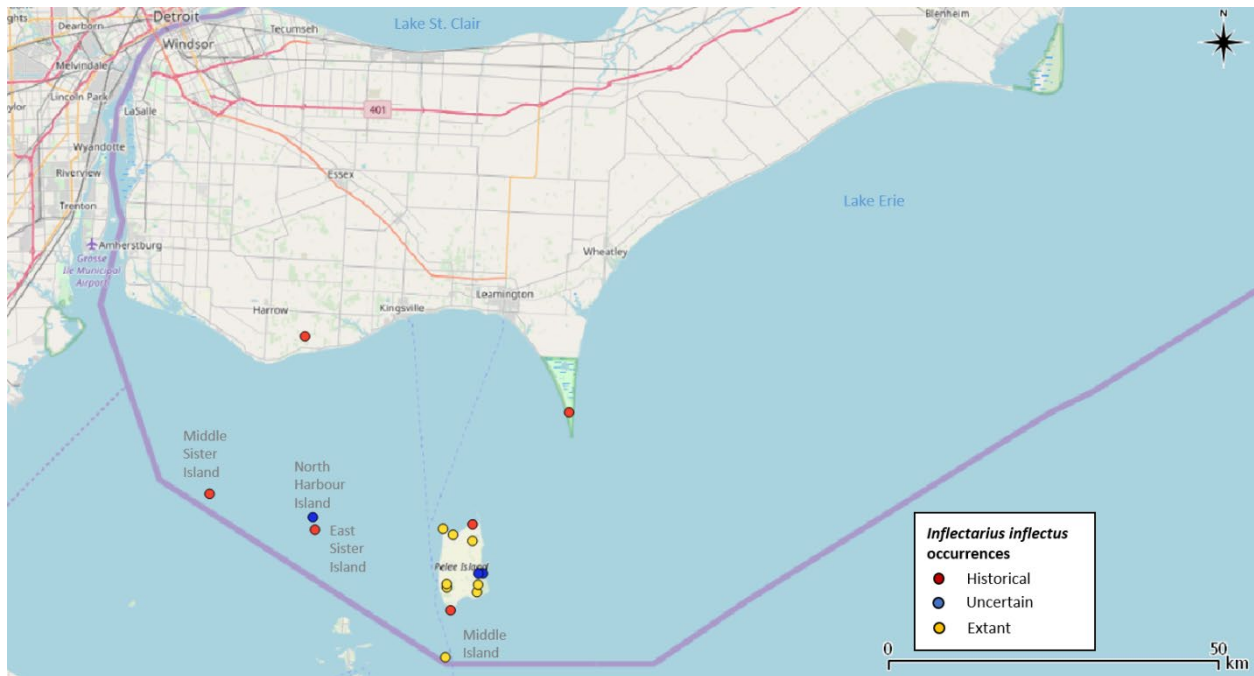 ghts
Dearborn
Detroit
Lake St. Clair
Tecumseh
Blenheim
N
Windsor
Melvindale
Lincoln Park
aylor
LaSalle
401
Wyandotte
Riverview
Essex
Trenton
Lake Erie
Amherstburg
Grosse
Ile Municipal
Airport
Wheatley
Leamington
Harrow
Kingsville
Middle
Sister
Island
North
Harbour
Island
East
Sister
Island
Pelee Island
Middle
Island
Inflectarius inflectus
occurrences
Historical
Uncertain
Extant
0 50
km